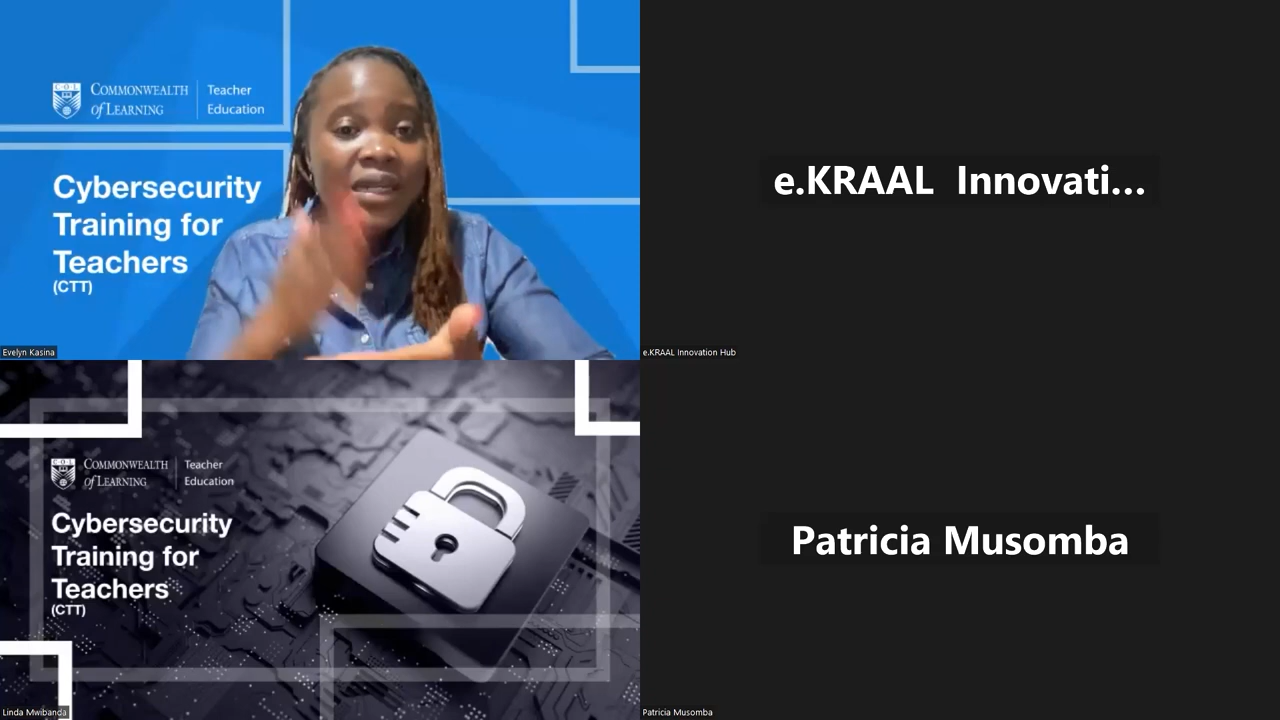 COMMONWEALTH
of LEARNING
Teacher
Education
Cybersecurity
Training for
Teachers
(CTT)
Evelyn Kasina
e.KRAAL Innovati...
e.KRAAL Innovation Hub
COMMONWEALTH
of LEARNING
Teacher
Education
Cybersecurity
Training for
Teachers
(CTT)
Linda Mwibanda
Patricia Musomba
Patricia Musomba